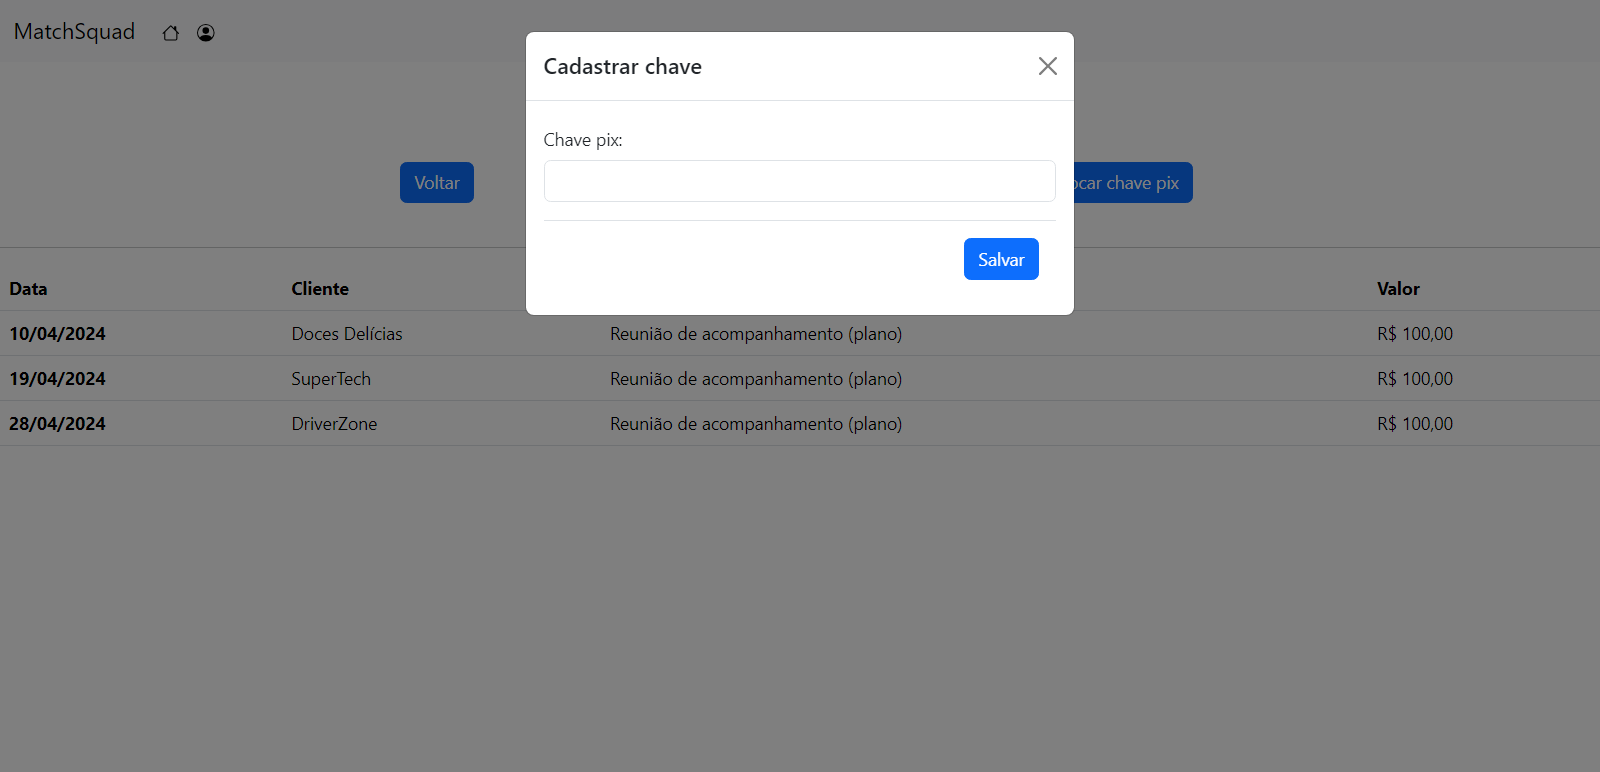 MatchSquad
Cadastrar chave
Chave pix:
Voltar
chave pix
Salvar
Data Cliente Valor
10/04/2024 Doces Delícias Reunião de acompanhamento (plano) R$ 100,00
19/04/2024 SuperTech Reunião de acompanhamento (plano) R$ 100,00
28/04/2024 DriverZone Reunião de acompanhamento (plano) R$ 100,00